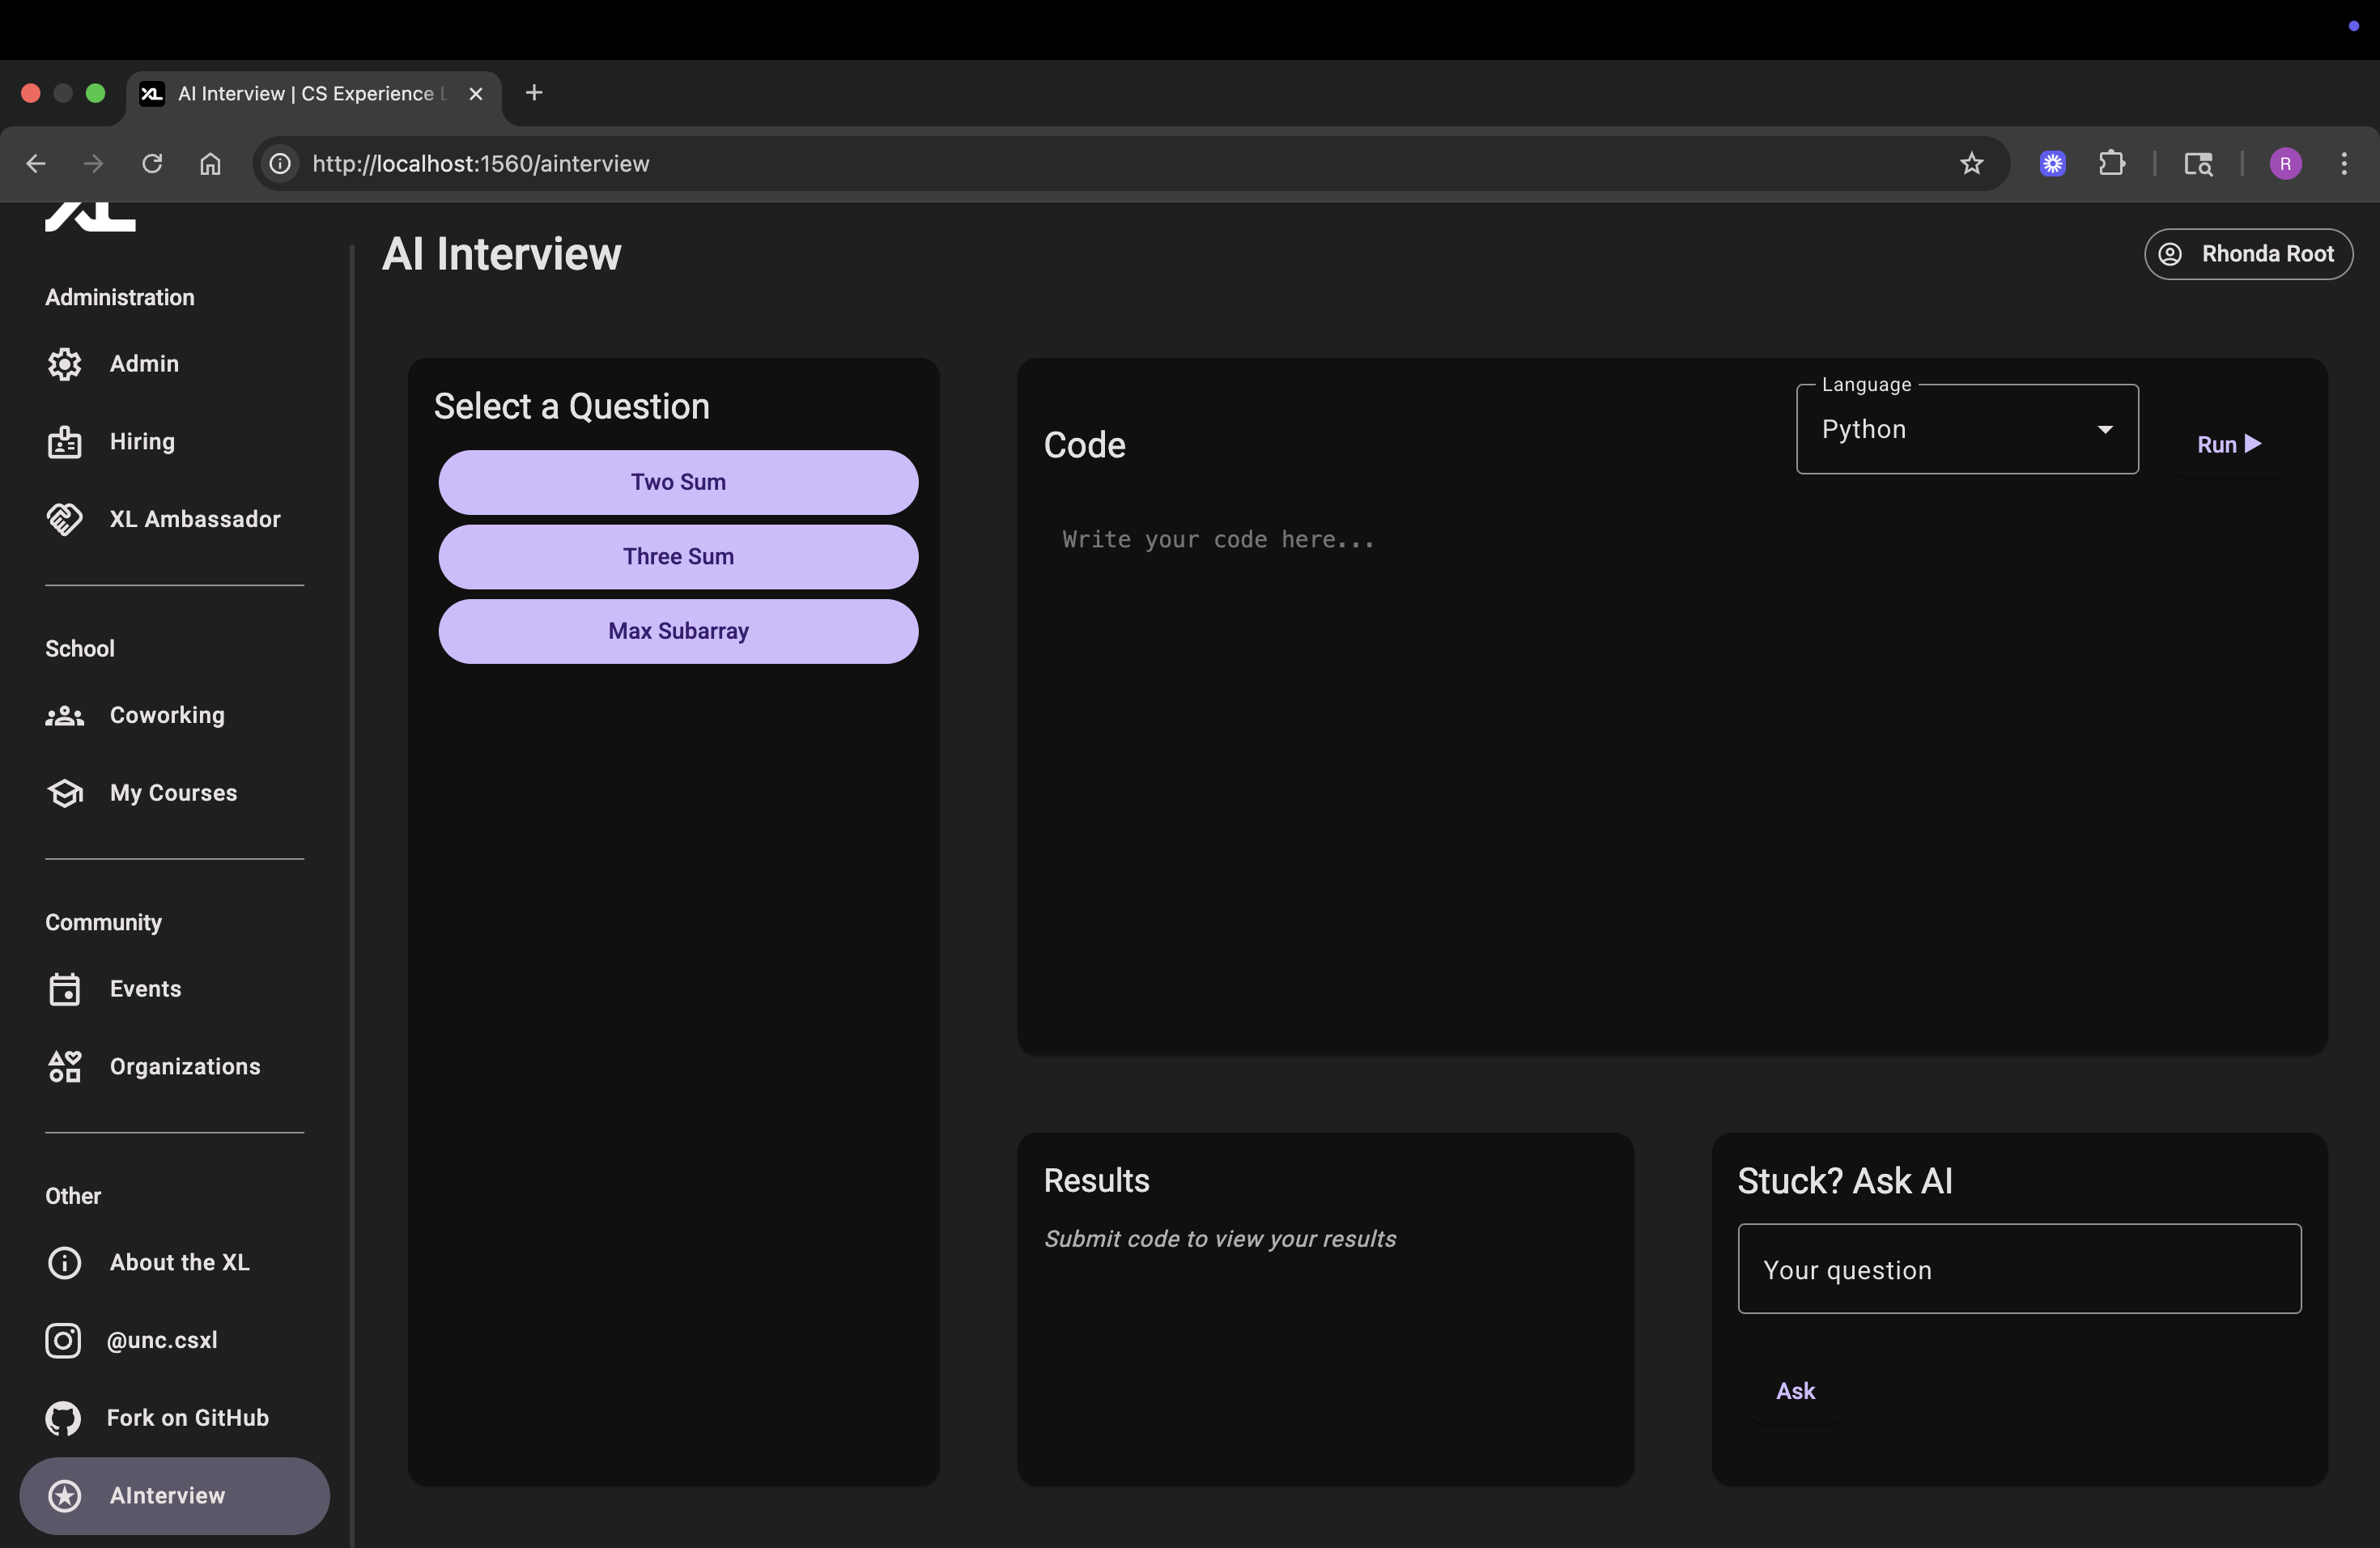 AI Interview | CS Experience
http://localhost:1560/ainterview
R
XL
Administration
Admin
Hiring
XL Ambassador
School
Coworking
My Courses
Community
Events
Organizations
Other
About the XL
@unc.csxl
Fork on GitHub
AInterview
AI Interview
Rhonda Root
Select a Question
Two Sum
Three Sum
Max Subarray
Code
Language
Python
Run
Write your code here...
Results
Submit code to view your results
Stuck? Ask AI
Your question
Ask